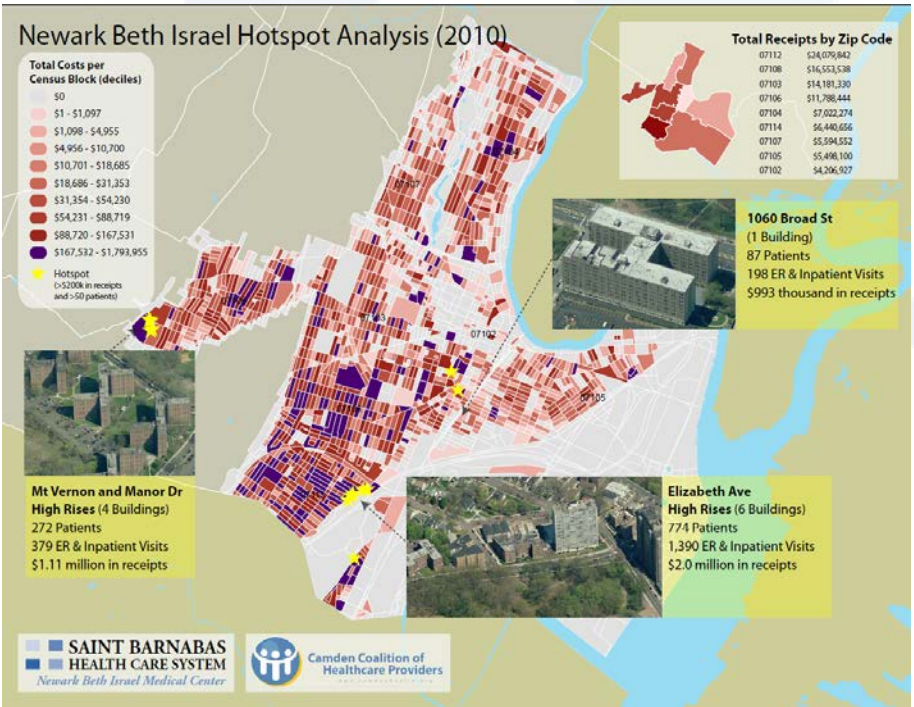 Newark Beth Israel Hotspot Analysis (2010)
Total Costs per
Census Block (deciles)
$0
$1 - $1,097
$1,098 - $4,955
$4,956 - $10,700
$10,701 - $18,685
$18,686 - $31,353
$31,354 - $54,230
$54,231 - $88,719
$88,720 - $167,531
$167,532 - $1,793,955
Hotspot
(>$200k in receipts
and >50 patients)
Total Receipts by Zip Code
07112 $24,079,842
07108 $16,553,538
07103 $14,181,330
07106 $11,788,444
07104 $7,022,274
07114 $6,440,656
07107 $5,594,552
07105 $5,498,100
07102 $4,206,927
07107
07102
07105
1060 Broad St
(1 Building)
87 Patients
198 ER & Inpatient Visits
$993 thousand in receipts
Mt Vernon and Manor Dr
High Rises (4 Buildings)
272 Patients
379 ER & Inpatient Visits
$1.11 million in receipts
Elizabeth Ave
High Rises (6 Buildings)
774 Patients
1,390 ER & Inpatient Visits
$2.0 million in receipts
SAINT BARNABAS
HEALTH CARE SYSTEM
Newark Beth Israel Medical Center
Camden Coalition of
Healthcare Providers